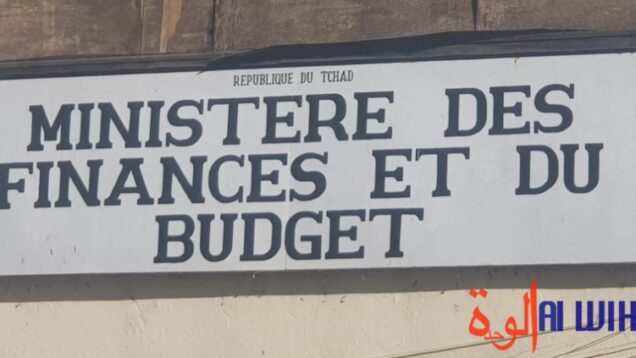 REPUBLIQUE DU TCHAD
MINISTERE DES
FINANCES ET DU
BUDGET
الوحدة Al WIH